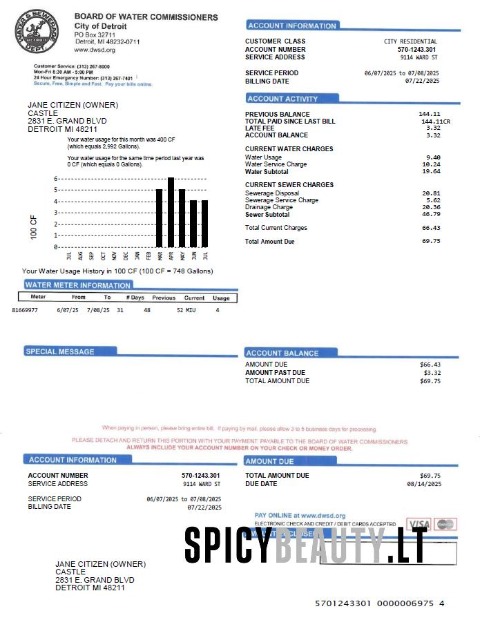 BOARD OF WATER COMMISSIONERS
City of Detroit
PO Box 32711
Detroit, MI 48232-0711
www.dwsd.org
Customer Service: (313) 267-8000
Mon-Fri 8:30 AM - 5:00 PM
24 Hour Emergency Number: (313) 267-7401
Secure, Free, Simple and Fast. Pay your bills online.
JANE CITIZEN (OWNER)
CASTLE
2831 E. GRAND BLVD
DETROIT MI 48211
Your water usage for this month was 400 CF
(which equals 2,992 Gallons).
Your water usage for the same time period last year was
0 CF (which equals 0 Gallons).
100 CF
6
5
4
3
2
1
0
JUL AUG SEP OCT NOV DEC JAN FEB MAR APR MAY JUN JUL
Your Water Usage History in 100 CF (100 CF = 748 Gallons)
WATER METER INFORMATION
Meter From To # Days Previous Current Usage
81669977 6/07/25 7/08/25 31 48 52 MIU 4
ACCOUNT INFORMATION
CUSTOMER CLASS CITY RESIDENTIAL
ACCOUNT NUMBER 570-1243.301
SERVICE ADDRESS 9114 WARD ST
SERVICE PERIOD 06/07/2025 to 07/08/2025
BILLING DATE 07/22/2025
ACCOUNT ACTIVITY
PREVIOUS BALANCE 144.11
TOTAL PAID SINCE LAST BILL 144.11CR
LATE FEE 3.32
ACCOUNT BALANCE 3.32
CURRENT WATER CHARGES
Water Usage 9.40
Water Service Charge 10.24
Water Subtotal 19.64
CURRENT SEWER CHARGES
Sewerage Disposal 20.81
Sewerage Service Charge 5.62
Drainage Charge 20.36
Sewer Subtotal 46.79
Total Current Charges 66.43
Total Amount Due 69.75
SPECIAL MESSAGE
ACCOUNT BALANCE
AMOUNT DUE $66.43
AMOUNT PAST DUE $3.32
TOTAL AMOUNT DUE $69.75
When paying in person, please bring entire bill. If paying by mail, please allow 3 to 5 business days for processing.
PLEASE DETACH AND RETURN THIS PORTION WITH YOUR PAYMENT PAYABLE TO THE BOARD OF WATER COMMISSIONERS
ALWAYS INCLUDE YOUR ACCOUNT NUMBER ON YOUR CHECK OR MONEY ORDER.
ACCOUNT INFORMATION
ACCOUNT NUMBER 570-1243.301
SERVICE ADDRESS 9114 WARD ST
SERVICE PERIOD 06/07/2025 to 07/08/2025
BILLING DATE 07/22/2025
AMOUNT DUE
TOTAL AMOUNT DUE $69.75
DUE DATE 08/14/2025
PAY ONLINE at www.dwsd.org
ELECTRONIC CHECK AND CREDIT / DEBIT CARDS ACCEPTED
VISA
SPICYBEAUTY.LT
JANE CITIZEN (OWNER)
CASTLE
2831 E. GRAND BLVD
DETROIT MI 48211
5701243301 0000006975 4